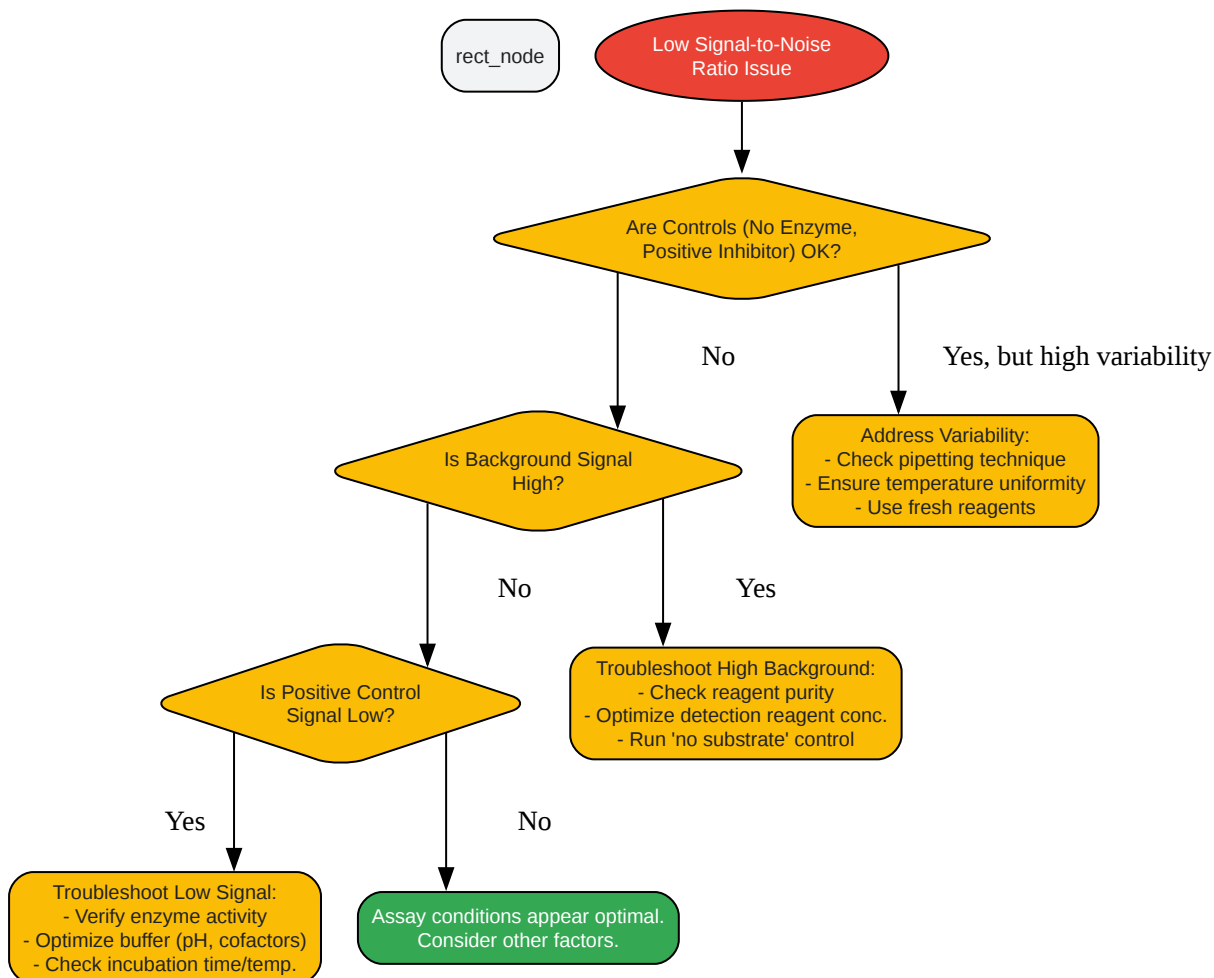 rect_node
Low Signal-to-Noise
Ratio Issue
Are Controls (No Enzyme,
Positive Inhibitor) OK?
No
Yes, but high variability
Is Background Signal
High?
Address Variability:
- Check pipetting technique
- Ensure temperature uniformity
- Use fresh reagents
No
Yes
Is Positive Control
Signal Low?
Troubleshoot High Background:
- Check reagent purity
- Optimize detection reagent conc.
- Run 'no substrate' control
Yes
No
Troubleshoot Low Signal:
- Verify enzyme activity
- Optimize buffer (pH, cofactors)
- Check incubation time/temp.
Assay conditions appear optimal.
Consider other factors.